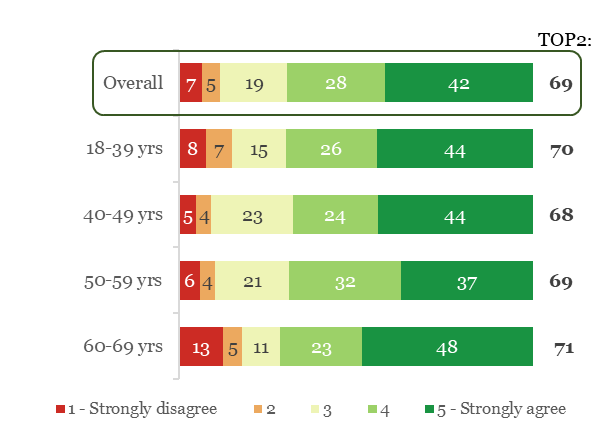 TOP2:
Overall 7 5 19 28 42 69
18-39 yrs 8 7 15 26 44 70
40-49 yrs 5 4 23 24 44 68
50-59 yrs 6 4 21 32 37 69
60-69 yrs 13 5 11 23 48 71
1 - Strongly disagree 2 3 4 5 - Strongly agree